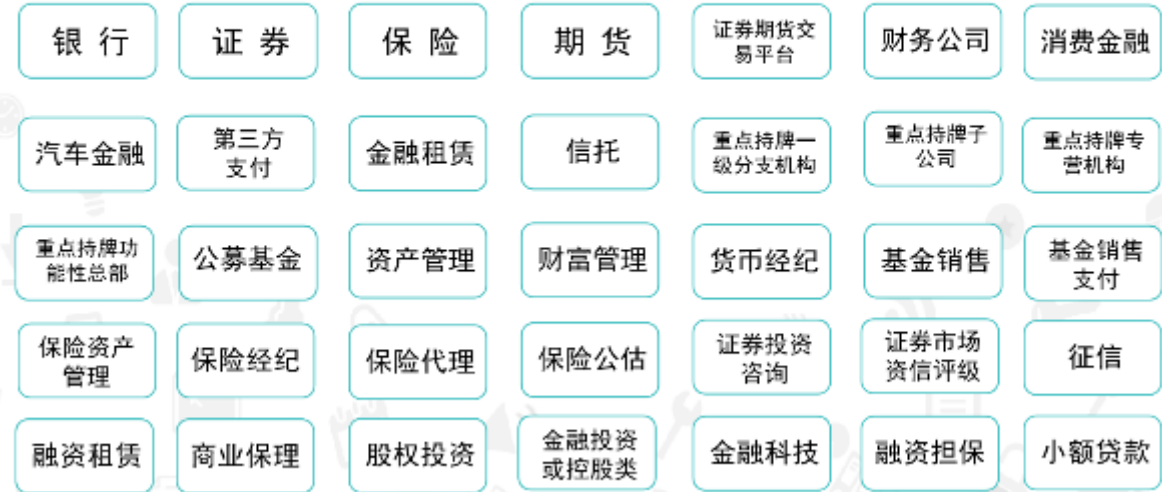 银 行
证 券
保 险
期 货
证券期货交
易平台
财务公司
消费金融
汽车金融
第三方
支付
金融租赁
信托
重点持牌一
级分支机构
重点持牌子
公司
重点持牌专
营机构
重点持牌功
能性总部
公募基金
资产管理
财富管理
货币经纪
基金销售
基金销售
支付
保险资产
管理
保险经纪
保险代理
保险公估
证券投资
咨询
证券市场
资信评级
征信
融资租赁
商业保理
股权投资
金融投资
或控股类
金融科技
融资担保
小额贷款